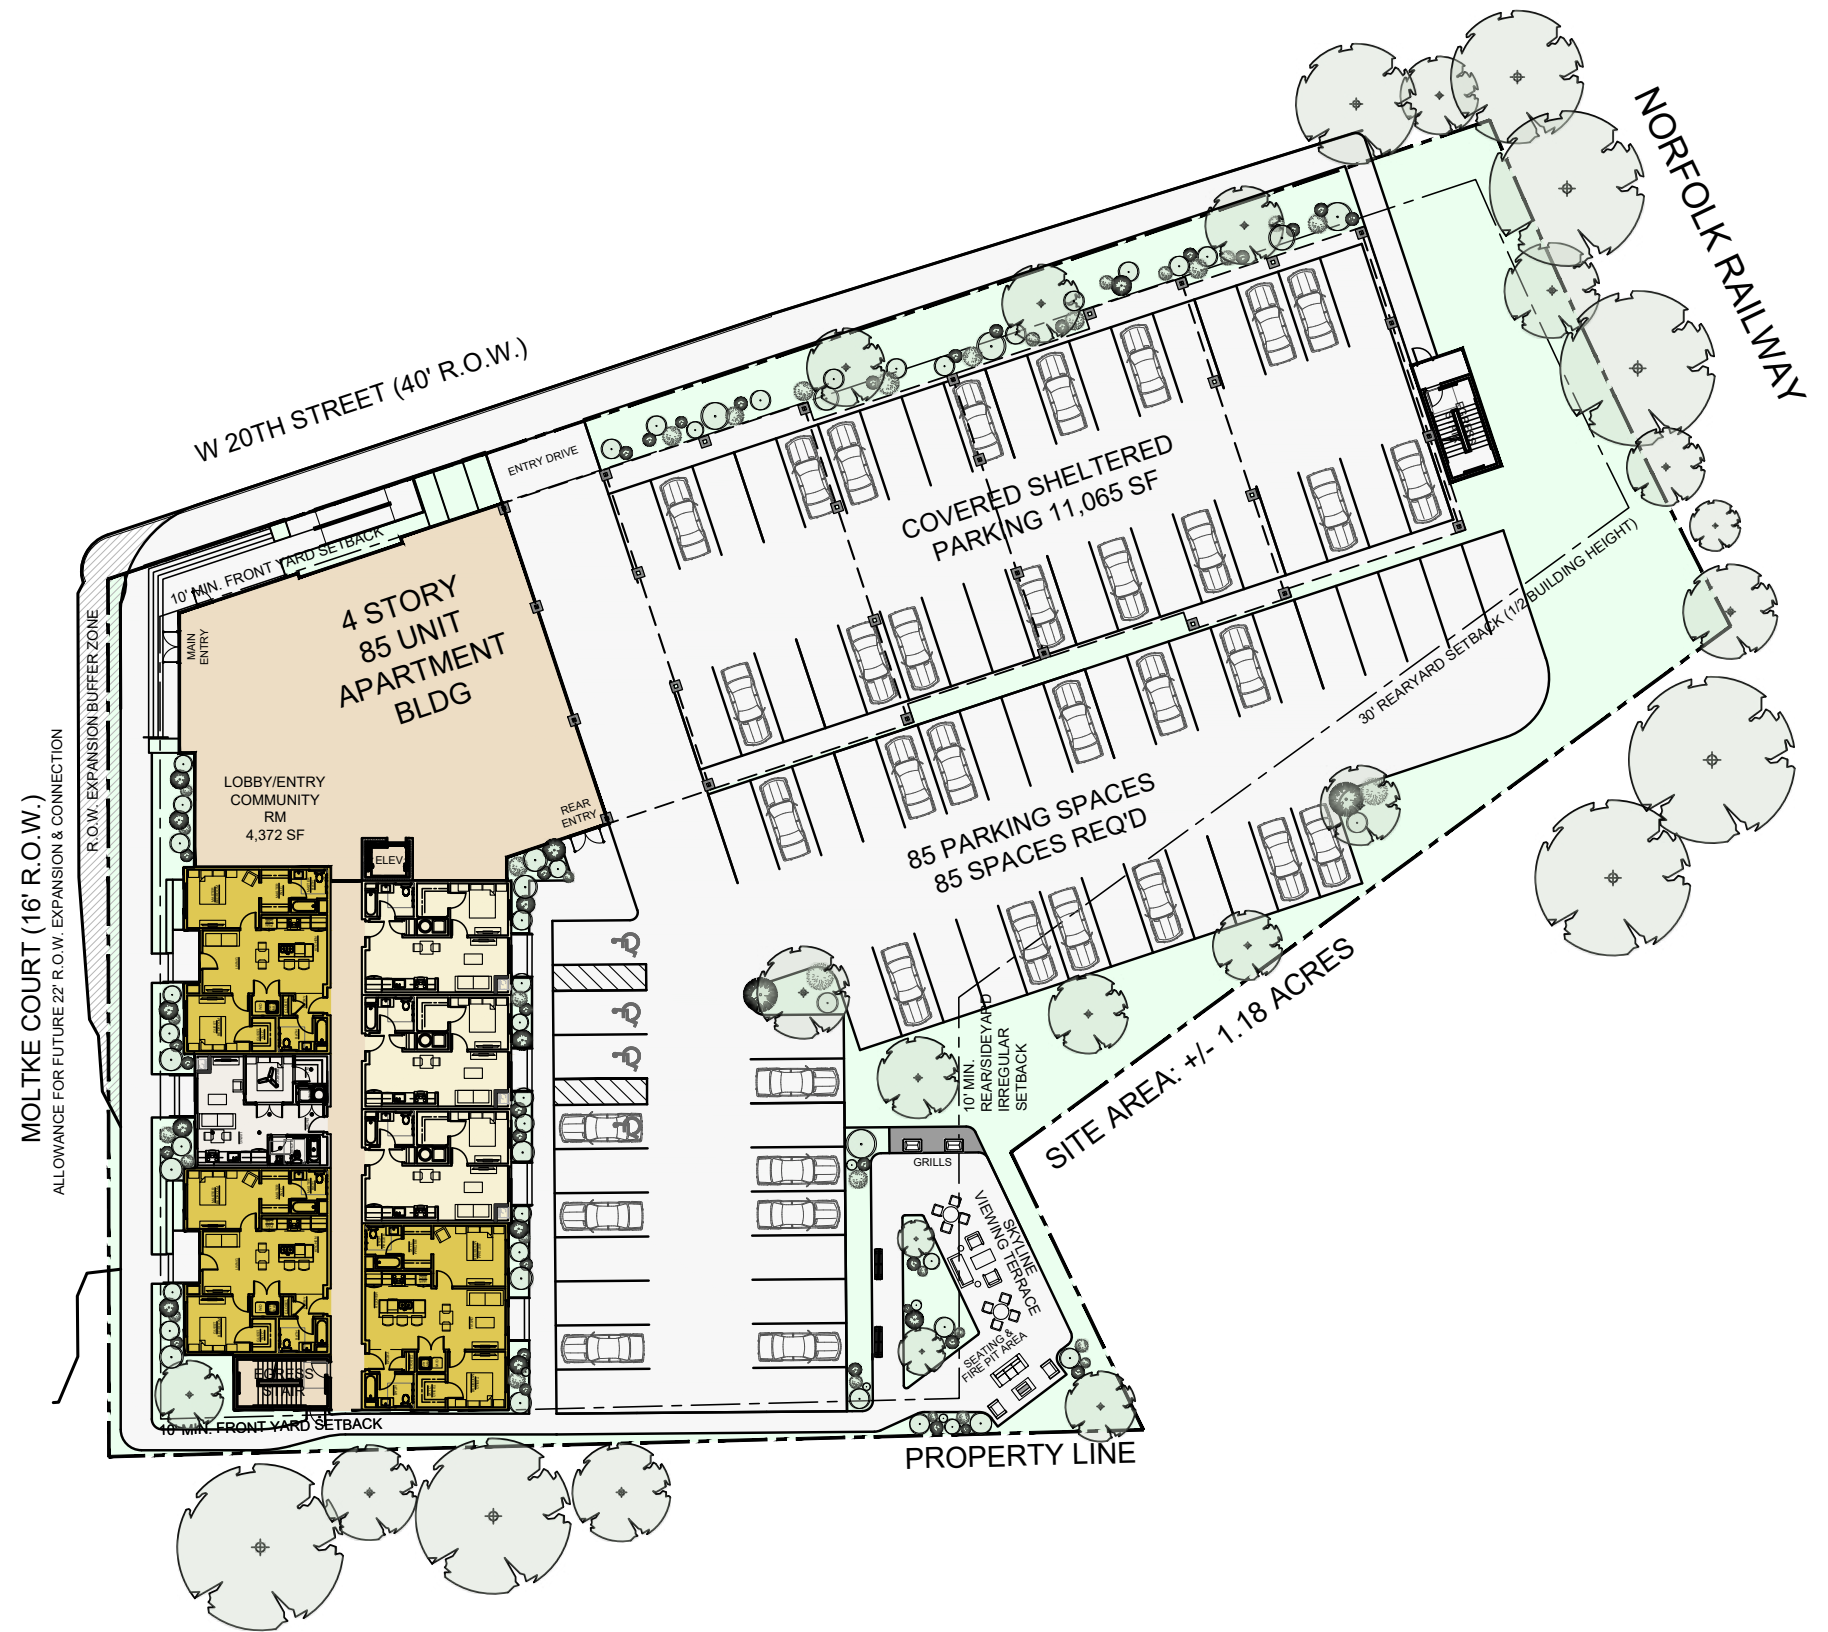 NORFOLK RAILWAY
W 20TH STREET (40' R.O.W.)
ENTRY DRIVE
10' MIN. FRONT YARD SETBACK
COVERED SHELTERED
PARKING 11,065 SF
4 STORY
85 UNIT
APARTMENT
BLDG
MAIN
ENTRY
R.O.W. EXPANSION BUFFER ZONE
30' REARYARD SETBACK (1/2 BUILDING HEIGHT)
LOBBY/ENTRY
COMMUNITY
RM
4,372 SF
REAR
ENTRY
ELEV
85 PARKING SPACES
85 SPACES REQ'D
MOLTKE COURT (16' R.O.W.)
ALLOWANCE FOR FUTURE 22' R.O.W. EXPANSION & CONNECTION
10' MIN.
REAR/SIDEYARD
IRREGULAR
SETBACK
SITE AREA: +/- 1.18 ACRES
GRILLS
SKYLINE
VIEWING TERRACE
SEATING &
FIRE PIT AREA
EGRESS
STAIR
10' MIN. FRONT YARD SETBACK
PROPERTY LINE